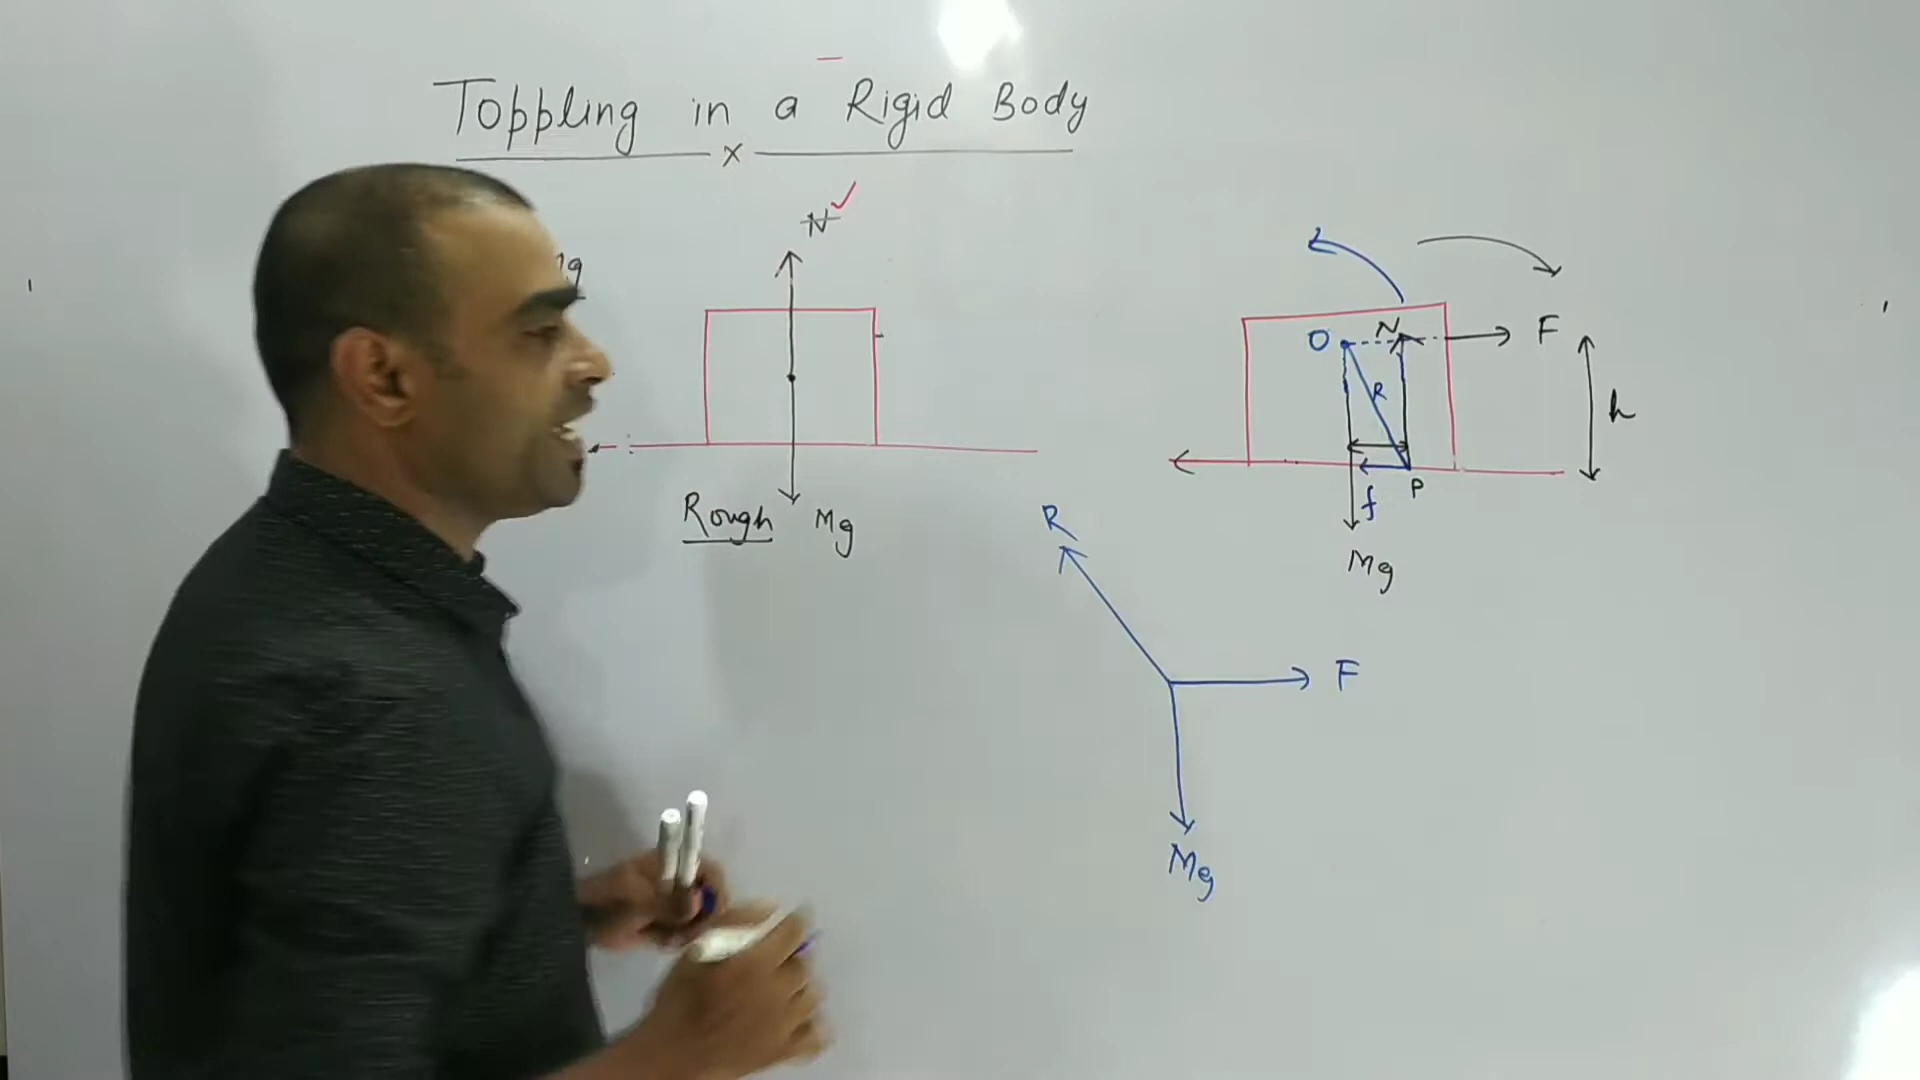 Toppling in a Rigid Body
x
N ✓
Rough Mg
O N F
R
h
f P
Mg
R
F
Mg